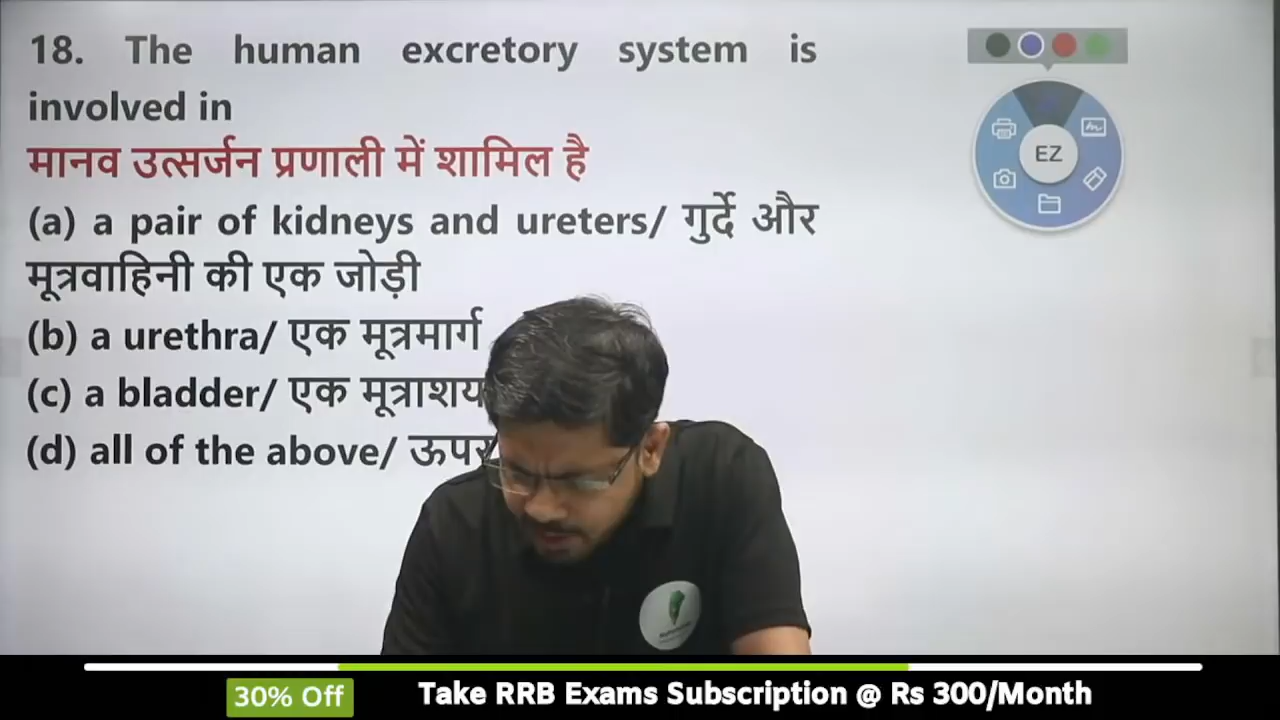 18. The human excretory system is
involved in
मानव उत्सर्जन प्रणाली में शामिल है
(a) a pair of kidneys and ureters/ गुर्दे और
मूत्रवाहिनी की एक जोड़ी
(b) a urethra/ एक मूत्रमार्ग
(c) a bladder/ एक मूत्राशय
(d) all of the above/ ऊपर
EZ
30% Off
Take RRB Exams Subscription @ Rs 300/Month